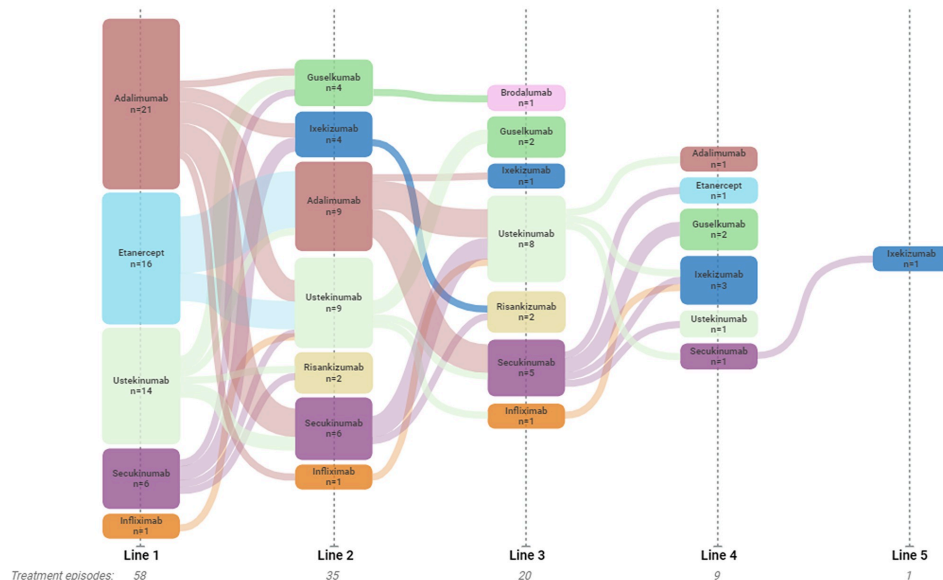 Adalimumab
n=21
Etanercept
n=16
Ustekinumab
n=14
Secukinumab
n=6
Infliximab
n=1
Guselkumab
n=4
Ixekizumab
n=4
Adalimumab
n=9
Ustekinumab
n=9
Risankizumab
n=2
Secukinumab
n=6
Infliximab
n=1
Brodalumab
n=1
Guselkumab
n=2
Ixekizumab
n=1
Ustekinumab
n=8
Risankizumab
n=2
Secukinumab
n=5
Infliximab
n=1
Adalimumab
n=1
Etanercept
n=1
Guselkumab
n=2
Ixekizumab
n=3
Ustekinumab
n=1
Secukinumab
n=1
Ixekizumab
n=1
Line 1 Line 2 Line 3 Line 4 Line 5
Treatment episodes: 58 35 20 9 1